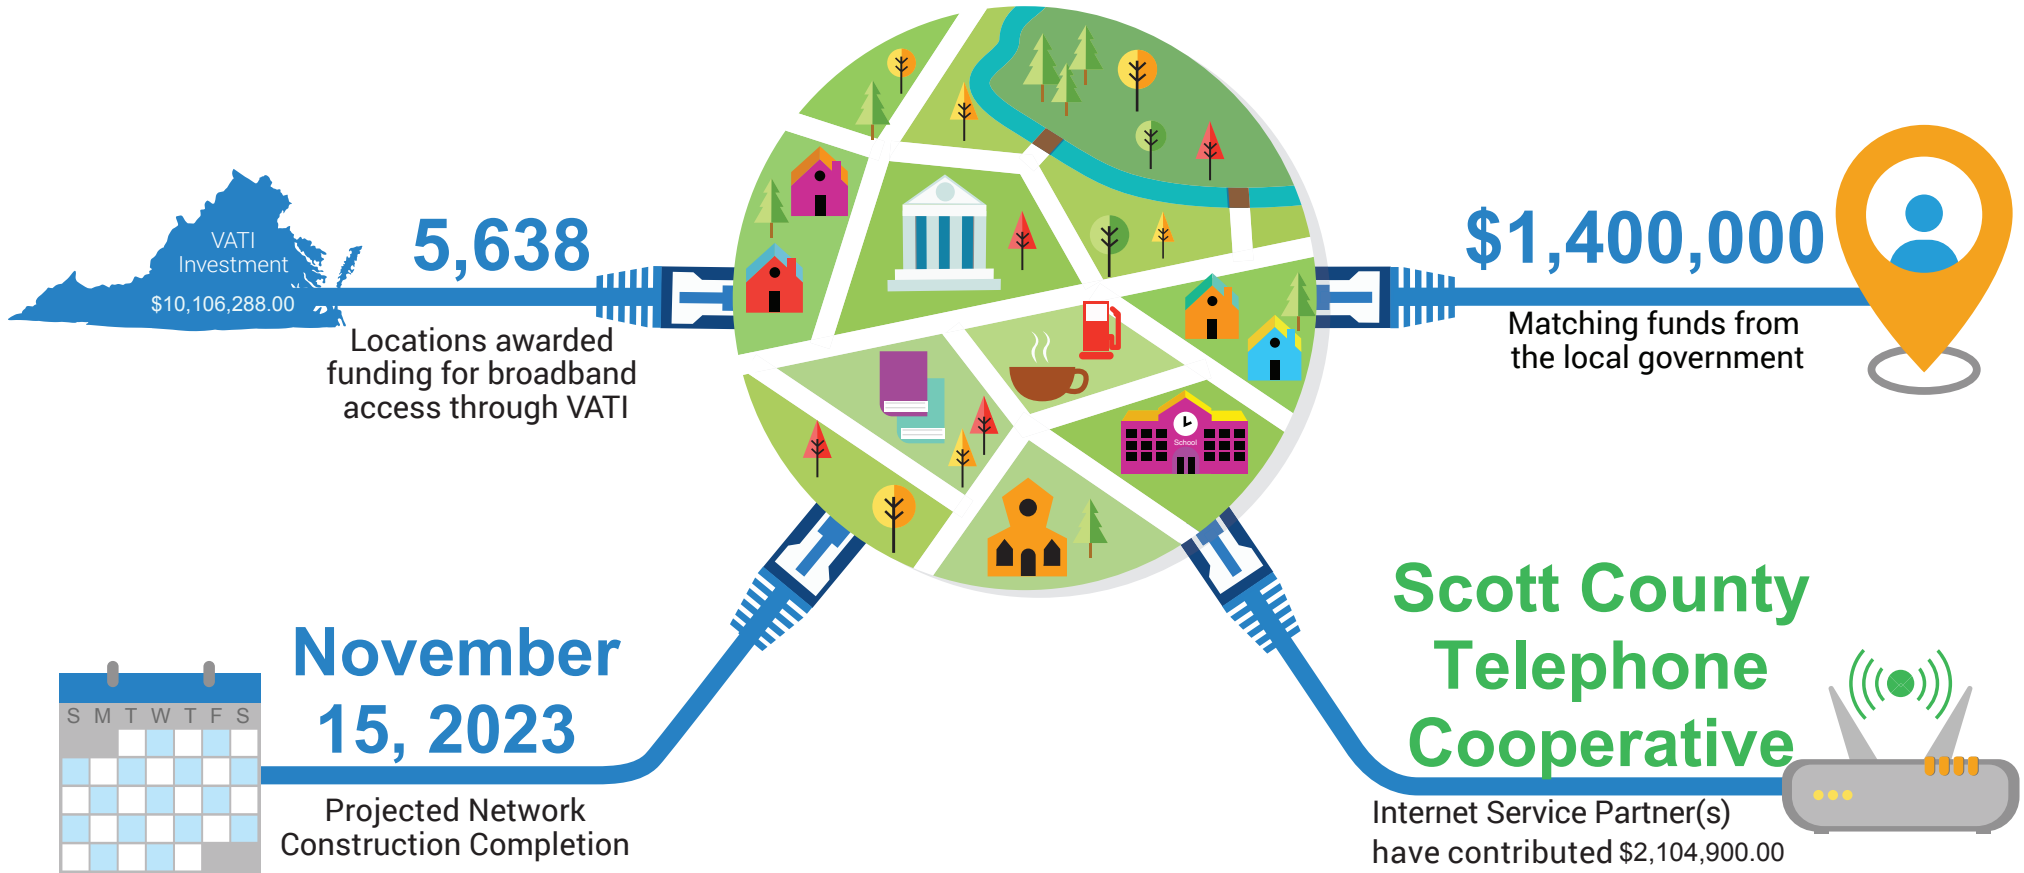 VATI
Investment
$10,106,288.00
5,638
Locations awarded
funding for broadband
access through VATI
$1,400,000
Matching funds from
the local government
School
November
15, 2023
Projected Network
Construction Completion
S M T W T F S
Scott County
Telephone
Cooperative
Internet Service Partner(s)
have contributed $2,104,900.00